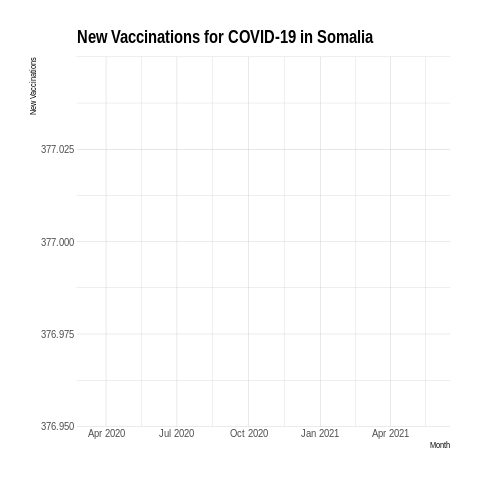 New Vaccinations for COVID-19 in Somalia
New Vaccinations
377.025
377.000
376.975
376.950
Apr 2020 Jul 2020 Oct 2020 Jan 2021 Apr 2021
Month